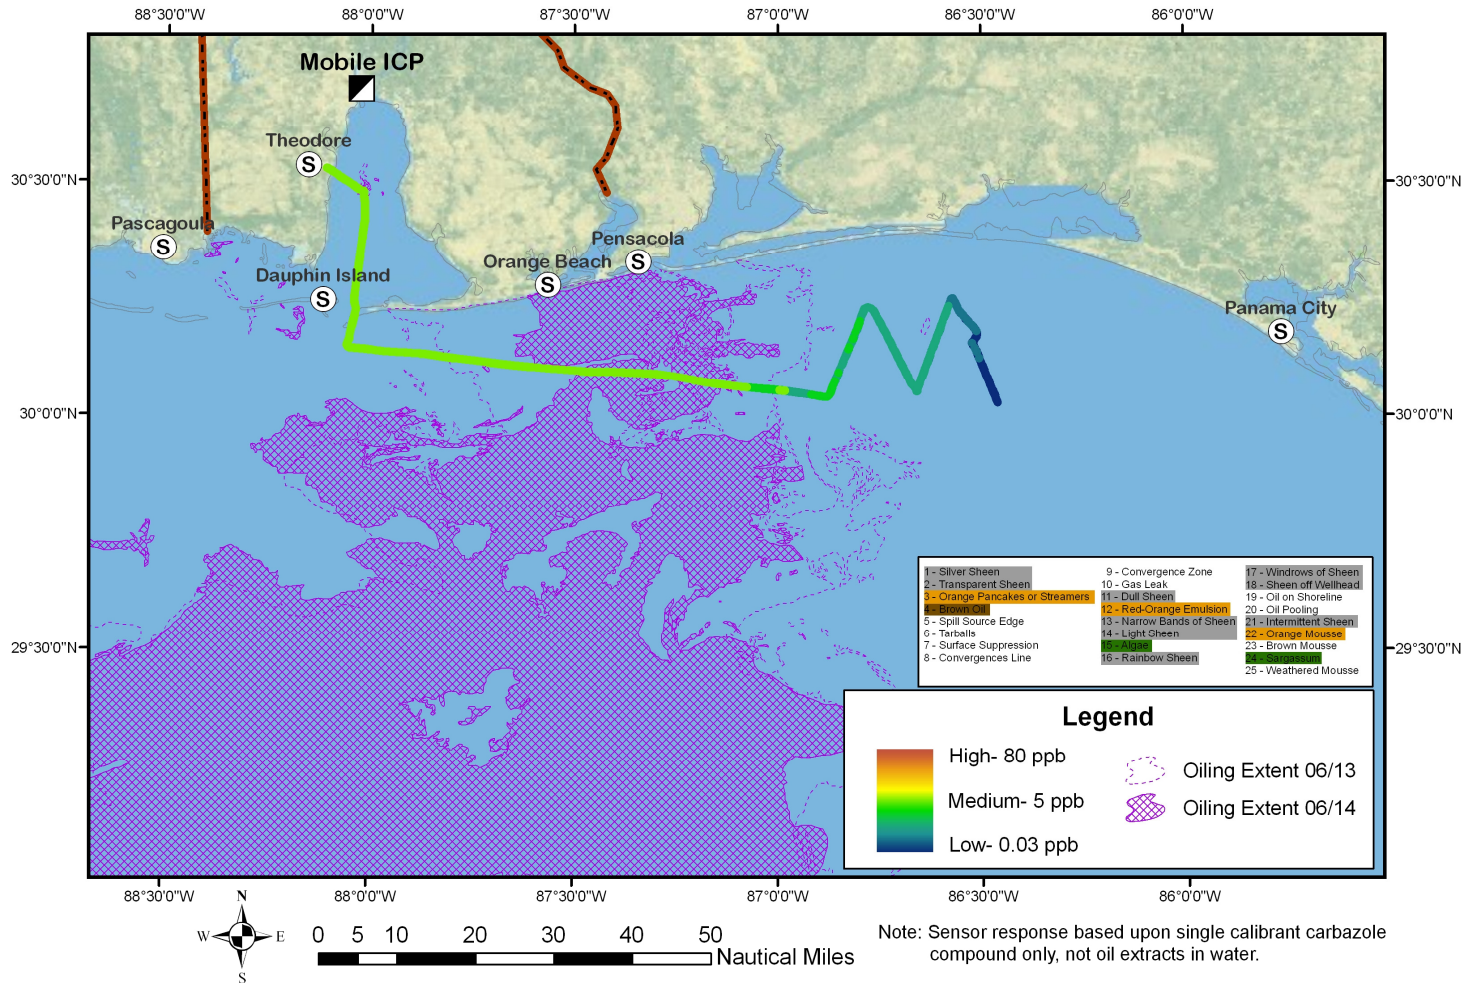 88°30'0"W 88°00'0"W 87°30'0"W 87°00'0"W 86°30'0"W 86°00'0"W
Mobile ICP
Theodore
S
30°30'0"N
30°30'0"N
Pascagoula
S
Pensacola
S
Orange Beach
S
Dauphin Island
S
Panama City
S
30°0'0"N
30°0'0"N
1 - Silver Sheen
2 - Transparent Sheen
3 - Orange Pancakes or Streamers
4 - Brown Oil
5 - Spill Source Edge
6 - Tarballs
7 - Surface Suppression
8 - Convergences Line
9 - Convergence Zone
10 - Gas Leak
11 - Dull Sheen
12 - Red-Orange Emulsion
13 - Narrow Bands of Sheen
14 - Light Sheen
15 - Algae
16 - Rainbow Sheen
17 - Windrows of Sheen
18 - Sheen off Wellhead
19 - Oil on Shoreline
20 - Oil Pooling
21 - Intermittent Sheen
22 - Orange Mousse
23 - Brown Mousse
24 - Sargassum
25 - Weathered Mousse
29°30'0"N
29°30'0"N
Legend
High- 80 ppb
Medium- 5 ppb
Low- 0.03 ppb
Oiling Extent 06/13
Oiling Extent 06/14
88°30'0"W 88°00'0"W 87°30'0"W 87°00'0"W 86°30'0"W 86°00'0"W
N
W E
S
0 5 10 20 30 40 50
Nautical Miles
Note: Sensor response based upon single calibrant carbazole
compound only, not oil extracts in water.